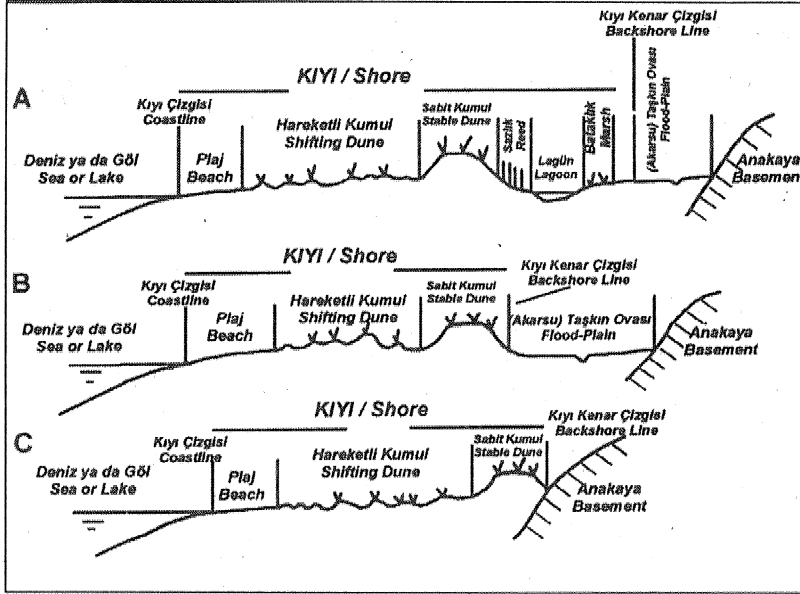 Kıyı Kenar Çizgisi
Backshore Line
KIYI / Shore
A
Kıyı Çizgisi
Coastline
Hareketli Kumul
Shifting Dune
Sabit Kumul
Stable Dune
Sazlık
Reed
Bataklık
Marsh
(Akarsu) Taşkın Ovası
Flood-Plain
Deniz ya da Göl
Sea or Lake
Plaj
Beach
Lagün
Lagoon
Anakaya
Basement
KIYI / Shore
B
Kıyı Çizgisi
Coastline
Hareketli Kumul
Shifting Dune
Sabit Kumul
Stable Dune
Kıyı Kenar Çizgisi
Backshore Line
Deniz ya da Göl
Sea or Lake
Plaj
Beach
(Akarsu) Taşkın Ovası
Flood-Plain
Anakaya
Basement
KIYI / Shore
C
Kıyı Çizgisi
Coastline
Hareketli Kumul
Shifting Dune
Sabit Kumul
Stable Dune
Kıyı Kenar Çizgisi
Backshore Line
Deniz ya da Göl
Sea or Lake
Plaj
Beach
Anakaya
Basement